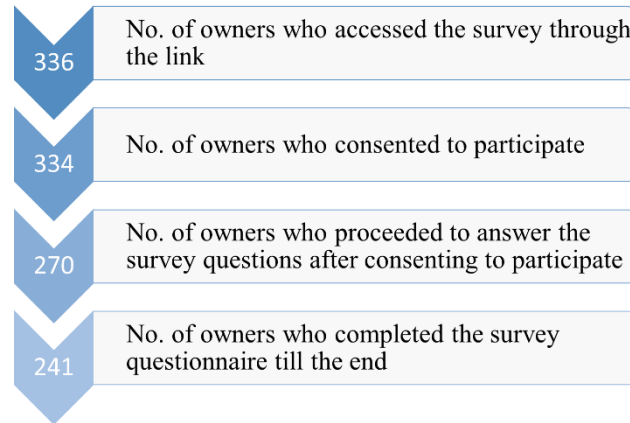 336
No. of owners who accessed the survey through
the link
334
No. of owners who consented to participate
270
No. of owners who proceeded to answer the
survey questions after consenting to participate
241
No. of owners who completed the survey
questionnaire till the end